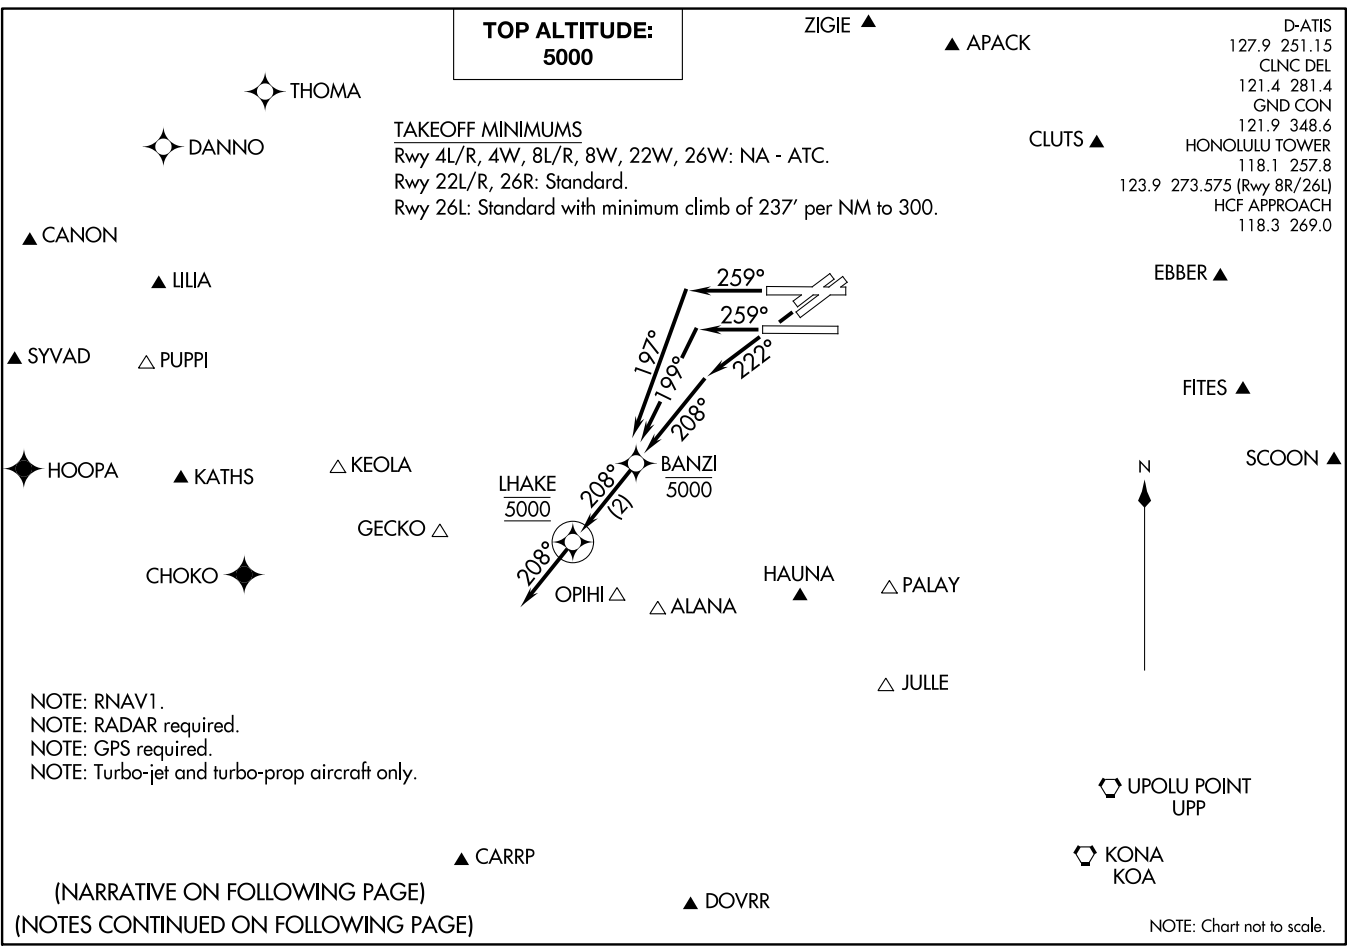 TOP ALTITUDE:
5000
ZIGIE
APACK
D-ATIS
127.9 251.15
CLNC DEL
121.4 281.4
GND CON
121.9 348.6
HONOLULU TOWER
118.1 257.8
123.9 273.575 (Rwy 8R/26L)
HCF APPROACH
118.3 269.0
THOMA
DANNO
TAKEOFF MINIMUMS
Rwy 4L/R, 4W, 8L/R, 8W, 22W, 26W: NA - ATC.
Rwy 22L/R, 26R: Standard.
Rwy 26L: Standard with minimum climb of 237' per NM to 300.
CLUTS
CANON
LILIA
EBBER
259°
259°
197°
199°
222°
208°
SYVAD
PUPPI
FITES
HOOPA
KATHS
KEOLA
BANZI
5000
SCOON
N
LHAKE
5000
208°
(2)
GECKO
208°
CHOKO
OPIHI
ALANA
HAUNA
PALAY
JULLE
NOTE: RNAV1.
NOTE: RADAR required.
NOTE: GPS required.
NOTE: Turbo-jet and turbo-prop aircraft only.
UPOLU POINT
UPP
KONA
KOA
CARRP
DOVRR
(NARRATIVE ON FOLLOWING PAGE)
(NOTES CONTINUED ON FOLLOWING PAGE)
NOTE: Chart not to scale.